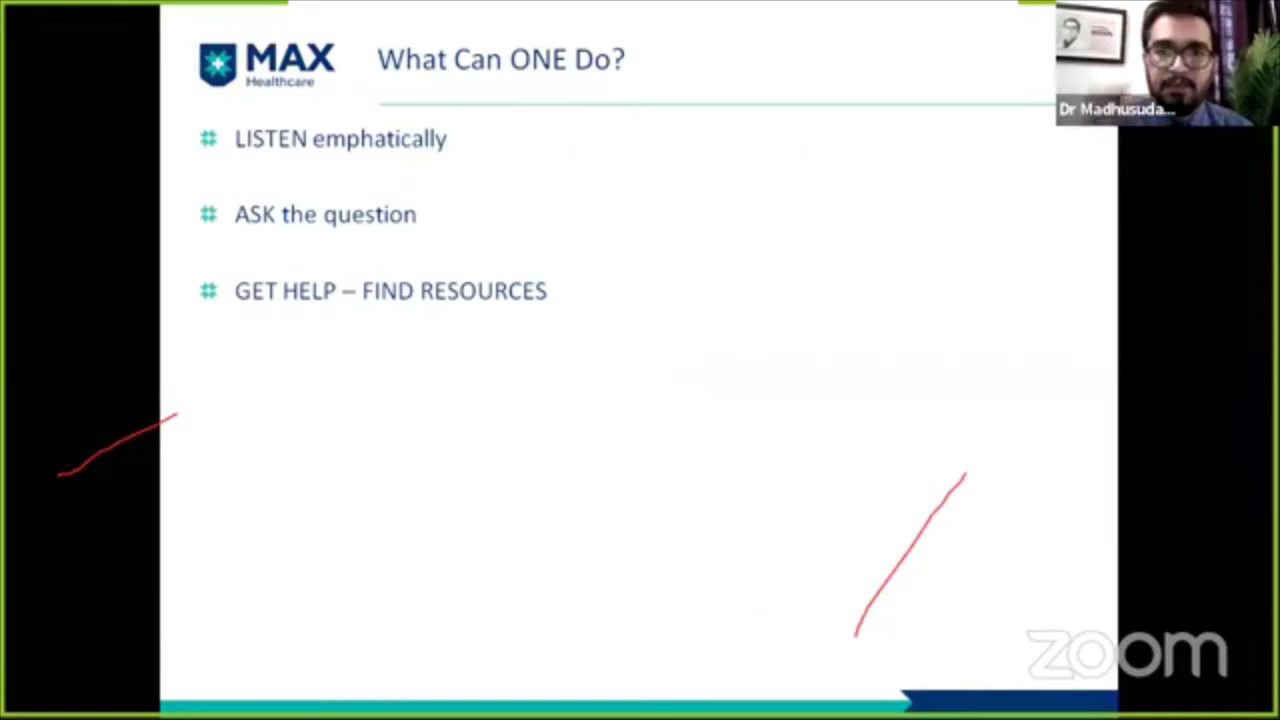 MAX
Healthcare
What Can ONE Do?
Dr Madhusuda...
LISTEN emphatically
ASK the question
GET HELP – FIND RESOURCES
zoom